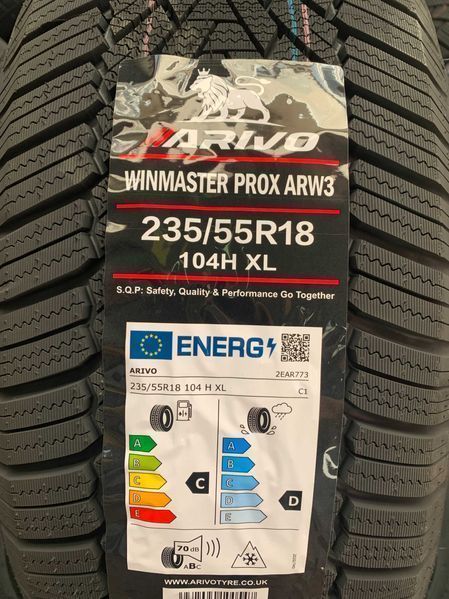 ARIVO
WINMASTER PROX ARW3
235/55R18
104H XL
S.Q.P: Safety, Quality & Performance Go Together
ENERG
ARIVO 2EAR773
235/55R18 104 H XL C1
A A
B B
C C C
D D D
E E
70 dB
ABC
WWW.ARIVOTYRE.CO.UK